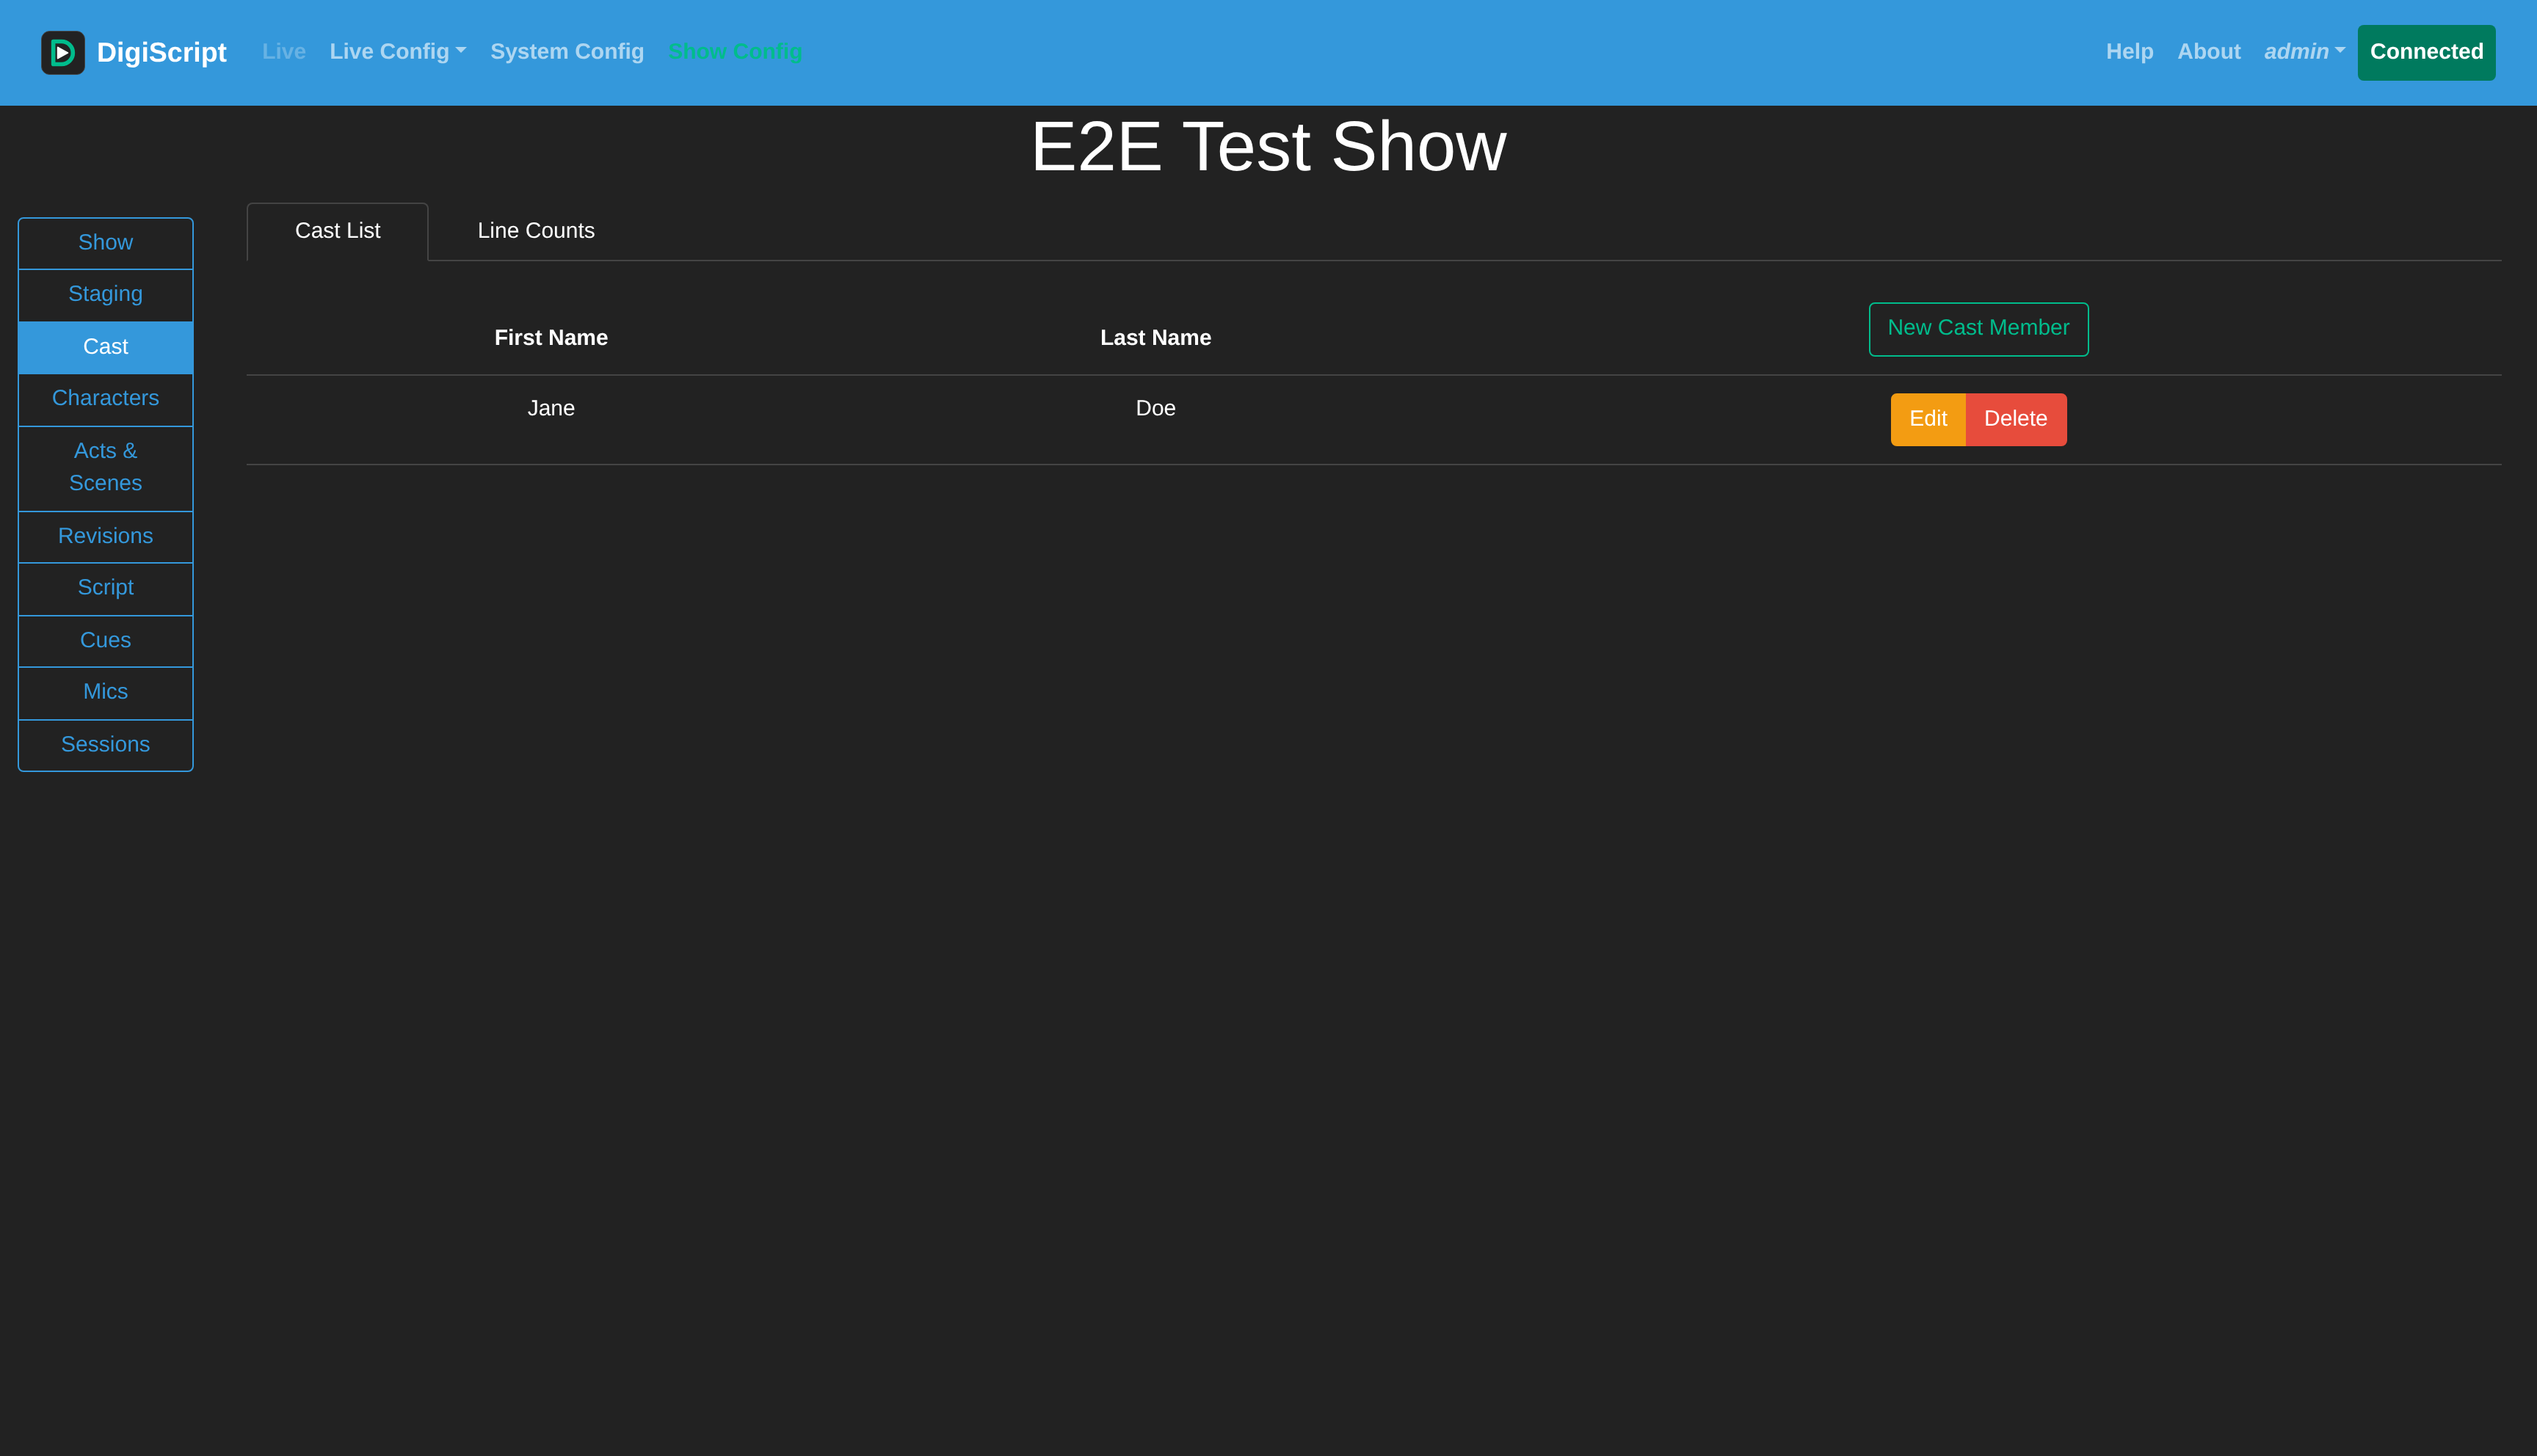 DigiScript Live Live Config System Config Show Config Help About admin Connected
E2E Test Show
Cast List Line Counts
Show
Staging
Cast
Characters
Acts &
Scenes
Revisions
Script
Cues
Mics
Sessions
First Name Last Name New Cast Member
Jane Doe Edit Delete